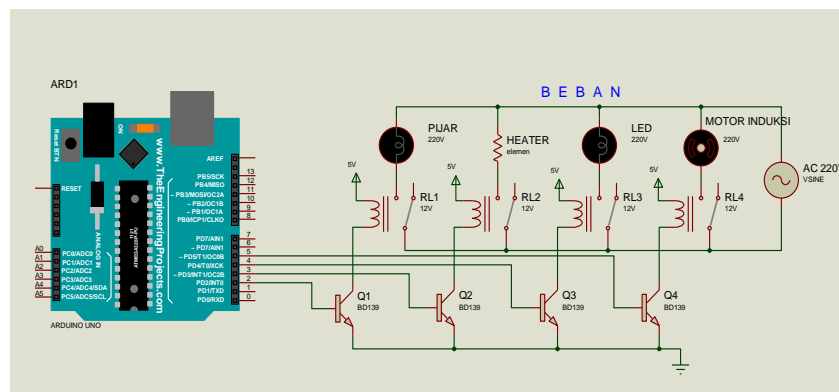 ARD1
B E B A N
ON
Reset BTN
www.TheEngineeringProjects.com
ANALOG IN
RESET
AREF
PB5/SCK 13
PB4/MISO 12
~PB3/MOSI/OC2A 11
~PB2/OC1B 10
~PB1/OC1A 9
PB0/ICP1/CLKO 8
PD7/AIN1 7
~PD6/AIN0 6
~PD5/T1/OC0B 5
PD4/T0/XCK 4
~PD3/INT1/OC2B 3
PD2/INT0 2
PD1/TXD 1
PD0/RXD 0
A0 PC0/ADC0
A1 PC1/ADC1
A2 PC2/ADC2
A3 PC3/ADC3
A4 PC4/ADC4/SDA
A5 PC5/ADC5/SCL
ARDUINO UNO
PIJAR
220V
HEATER
elemen
LED
220V
MOTOR INDUKSI
220V
AC 220V
VSINE
5V
5V
5V
5V
RL1
12V
RL2
12V
RL3
12V
RL4
12V
Q1
BD139
Q2
BD139
Q3
BD139
Q4
BD139